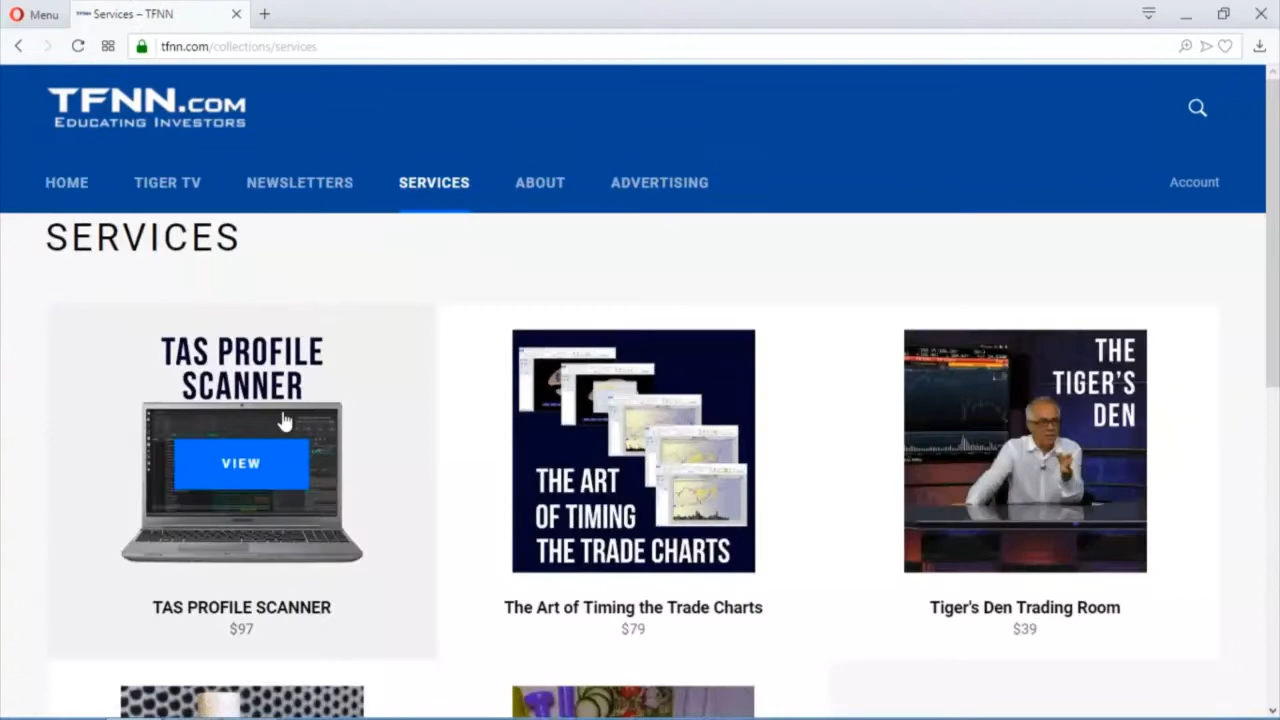 Menu
Services – TFNN
tfnn.com/collections/services
TFNN.COM
EDUCATING INVESTORS
HOME
TIGER TV
NEWSLETTERS
SERVICES
ABOUT
ADVERTISING
Account
SERVICES
TAS PROFILE
SCANNER
VIEW
TAS PROFILE SCANNER
$97
THE ART
OF TIMING
THE TRADE CHARTS
The Art of Timing the Trade Charts
$79
THE
TIGER'S
DEN
Tiger's Den Trading Room
$39